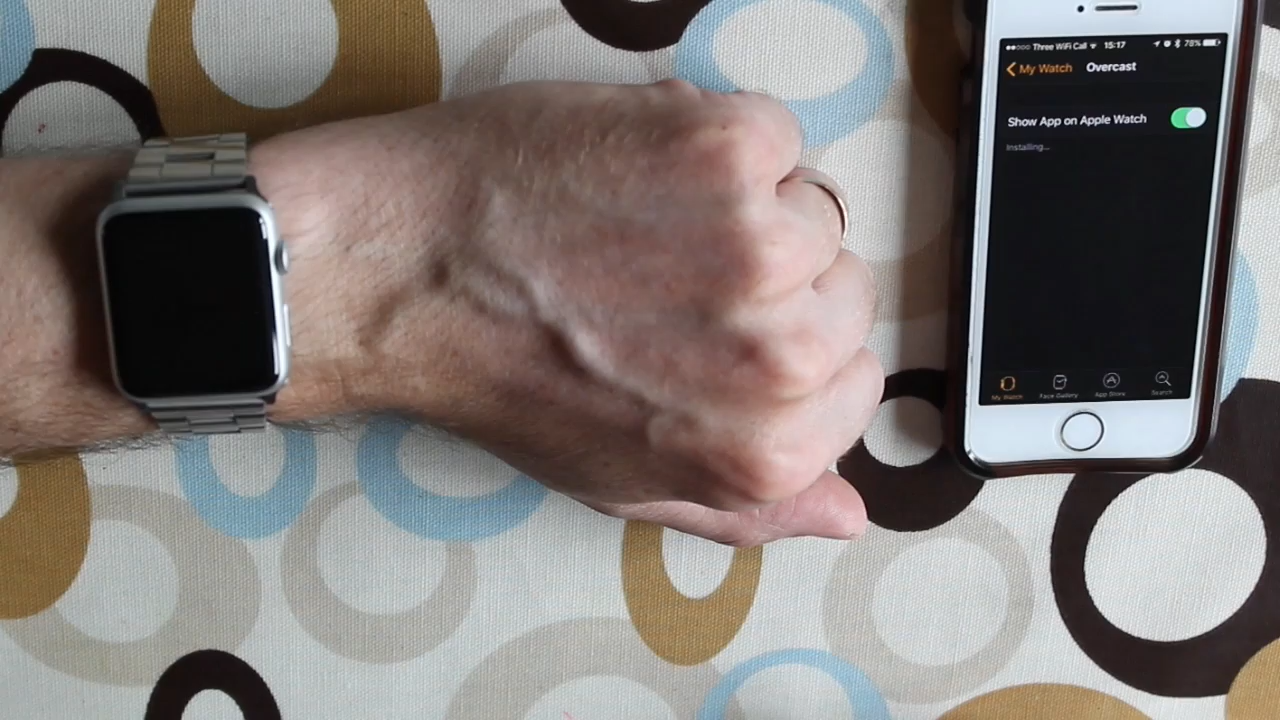 Three WiFi Call 15:17 78%
My Watch Overcast
Show App on Apple Watch
Installing...
My Watch Face Gallery App Store Search